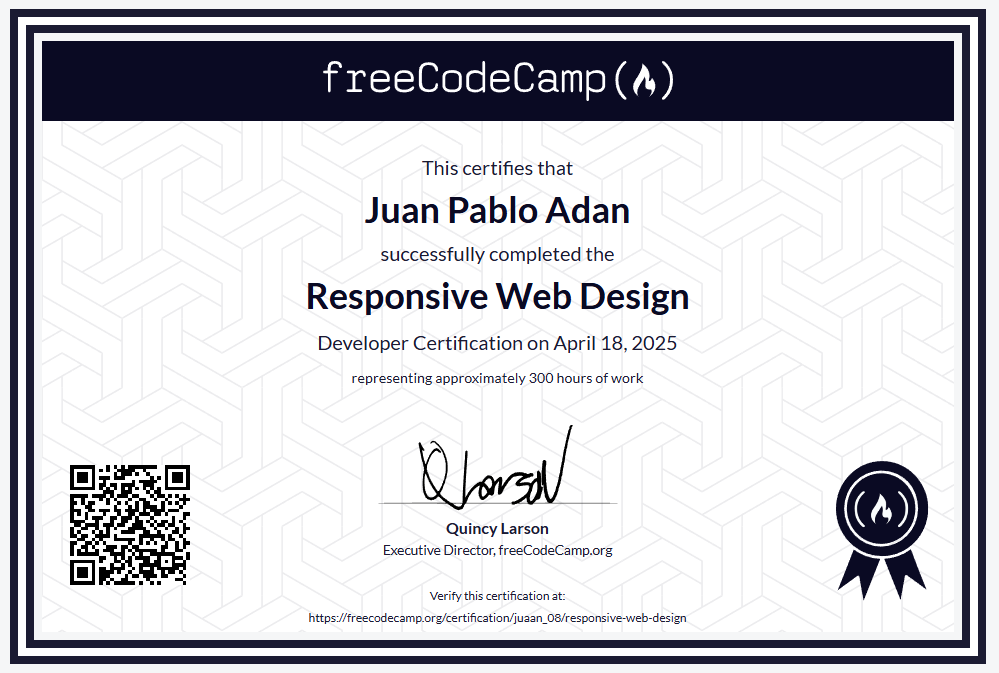 freeCodeCamp
This certifies that
Juan Pablo Adan
successfully completed the
Responsive Web Design
Developer Certification on April 18, 2025
representing approximately 300 hours of work
Q Larson
Quincy Larson
Executive Director, freeCodeCamp.org
Verify this certification at:
https://freecodecamp.org/certification/juaan_08/responsive-web-design